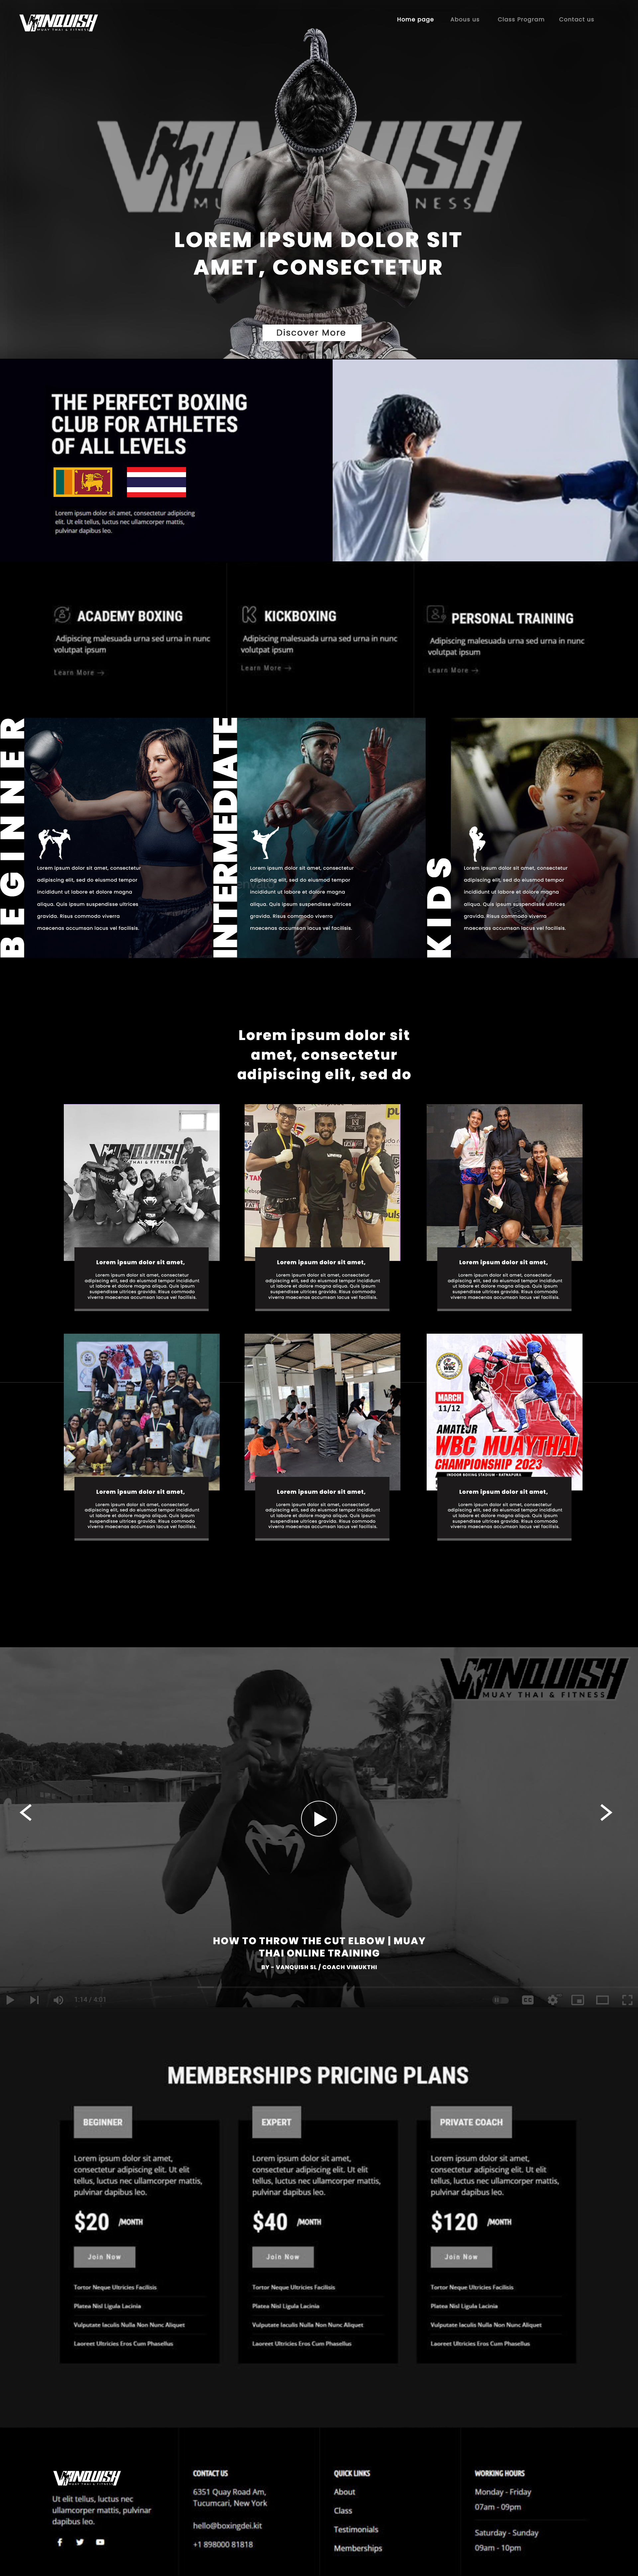 VANQUISH
MUAY THAI & FITNESS
Home page
Abous us
Class Program
Contact us
VANQUISH
LOREM IPSUM DOLOR SIT
AMET, CONSECTETUR
Discover More
THE PERFECT BOXING
CLUB FOR ATHLETES
OF ALL LEVELS
Lorem ipsum dolor sit amet, consectetur adipiscing
elit. Ut elit tellus, luctus nec ullamcorper mattis,
pulvinar dapibus leo.
ACADEMY BOXING
Adipiscing malesuada urna sed urna in nunc
volutpat ipsum
Learn More →
KICKBOXING
Adipiscing malesuada urna sed urna in nunc
volutpat ipsum
Learn More →
PERSONAL TRAINING
Adipiscing malesuada urna sed urna in nunc
volutpat ipsum
Learn More →
BEGINNER
Lorem ipsum dolor sit amet, consectetur
adipiscing elit, sed do eiusmod tempor
incididunt ut labore et dolore magna
aliqua. Quis ipsum suspendisse ultrices
gravida. Risus commodo viverra
maecenas accumsan lacus vel facilisis.
INTERMEDIATE
Lorem ipsum dolor sit amet, consectetur
adipiscing elit, sed do eiusmod tempor
incididunt ut labore et dolore magna
aliqua. Quis ipsum suspendisse ultrices
gravida. Risus commodo viverra
maecenas accumsan lacus vel facilisis.
KIDS
Lorem ipsum dolor sit amet, consectetur
adipiscing elit, sed do eiusmod tempor
incididunt ut labore et dolore magna
aliqua. Quis ipsum suspendisse ultrices
gravida. Risus commodo viverra
maecenas accumsan lacus vel facilisis.
Lorem ipsum dolor sit
amet, consectetur
adipiscing elit, sed do
VANQUISH
THAI & FITNESS
Lorem ipsum dolor sit amet,
Lorem ipsum dolor sit amet, consectetur
adipiscing elit, sed do eiusmod tempor incididunt
ut labore et dolore magna aliqua. Quis ipsum
suspendisse ultrices gravida. Risus commodo
viverra maecenas accumsan lacus vel facilisis.
Lorem ipsum dolor sit amet,
Lorem ipsum dolor sit amet, consectetur
adipiscing elit, sed do eiusmod tempor incididunt
ut labore et dolore magna aliqua. Quis ipsum
suspendisse ultrices gravida. Risus commodo
viverra maecenas accumsan lacus vel facilisis.
Lorem ipsum dolor sit amet,
Lorem ipsum dolor sit amet, consectetur
adipiscing elit, sed do eiusmod tempor incididunt
ut labore et dolore magna aliqua. Quis ipsum
suspendisse ultrices gravida. Risus commodo
viverra maecenas accumsan lacus vel facilisis.
Lorem ipsum dolor sit amet,
Lorem ipsum dolor sit amet, consectetur
adipiscing elit, sed do eiusmod tempor incididunt
ut labore et dolore magna aliqua. Quis ipsum
suspendisse ultrices gravida. Risus commodo
viverra maecenas accumsan lacus vel facilisis.
Lorem ipsum dolor sit amet,
Lorem ipsum dolor sit amet, consectetur
adipiscing elit, sed do eiusmod tempor incididunt
ut labore et dolore magna aliqua. Quis ipsum
suspendisse ultrices gravida. Risus commodo
viverra maecenas accumsan lacus vel facilisis.
WBC
MARCH
11/12
AMATEUR
WBC MUAYTHAI
CHAMPIONSHIP 2023
INDOOR BOXING STADIUM - RATNAPURA
Lorem ipsum dolor sit amet,
Lorem ipsum dolor sit amet, consectetur
adipiscing elit, sed do eiusmod tempor incididunt
ut labore et dolore magna aliqua. Quis ipsum
suspendisse ultrices gravida. Risus commodo
viverra maecenas accumsan lacus vel facilisis.
VANQUISH
MUAY THAI & FITNESS
HOW TO THROW THE CUT ELBOW | MUAY
THAI ONLINE TRAINING
BY - VANQUISH SL / COACH VIMUKTHI
VENUM
1:14 / 4:01
CC
MEMBERSHIPS PRICING PLANS
BEGINNER
Lorem ipsum dolor sit amet,
consectetur adipiscing elit. Ut elit
tellus, luctus nec ullamcorper mattis,
pulvinar dapibus leo.
$20 /MONTH
Join Now
Tortor Neque Ultricies Facilisis
Platea Nisl Ligula Lacinia
Vulputate Iaculis Nulla Non Nunc Aliquet
Laoreet Ultricies Eros Cum Phasellus
EXPERT
Lorem ipsum dolor sit amet,
consectetur adipiscing elit. Ut elit
tellus, luctus nec ullamcorper mattis,
pulvinar dapibus leo.
$40 /MONTH
Join Now
Tortor Neque Ultricies Facilisis
Platea Nisl Ligula Lacinia
Vulputate Iaculis Nulla Non Nunc Aliquet
Laoreet Ultricies Eros Cum Phasellus
PRIVATE COACH
Lorem ipsum dolor sit amet,
consectetur adipiscing elit. Ut elit
tellus, luctus nec ullamcorper mattis,
pulvinar dapibus leo.
$120 /MONTH
Join Now
Tortor Neque Ultricies Facilisis
Platea Nisl Ligula Lacinia
Vulputate Iaculis Nulla Non Nunc Aliquet
Laoreet Ultricies Eros Cum Phasellus
VANQUISH
MUAY THAI & FITNESS
Ut elit tellus, luctus nec
ullamcorper mattis, pulvinar
dapibus leo.
CONTACT US
6351 Quay Road Am,
Tucumcari, New York
hello@boxingdei.kit
+1 898000 81818
QUICK LINKS
About
Class
Testimonials
Memberships
WORKING HOURS
Monday - Friday
07am - 09pm
Saturday - Sunday
09am - 10pm